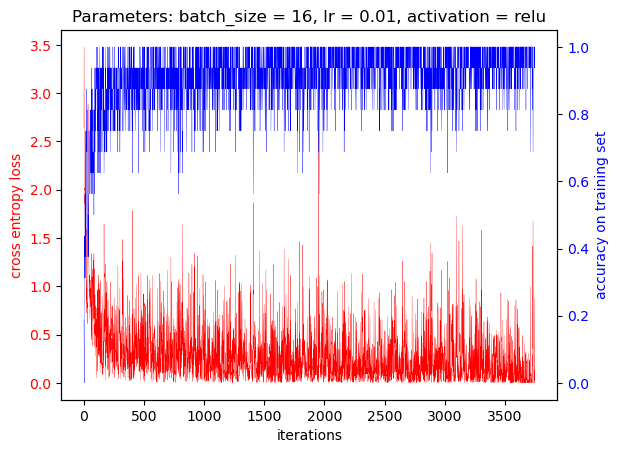 Parameters: batch_size = 16, lr = 0.01, activation = relu
cross entropy loss
3.5
3.0
2.5
2.0
1.5
1.0
0.5
0.0
1.0
0.8
0.6
0.4
0.2
0.0
accuracy on training set
0 500 1000 1500 2000 2500 3000 3500
iterations